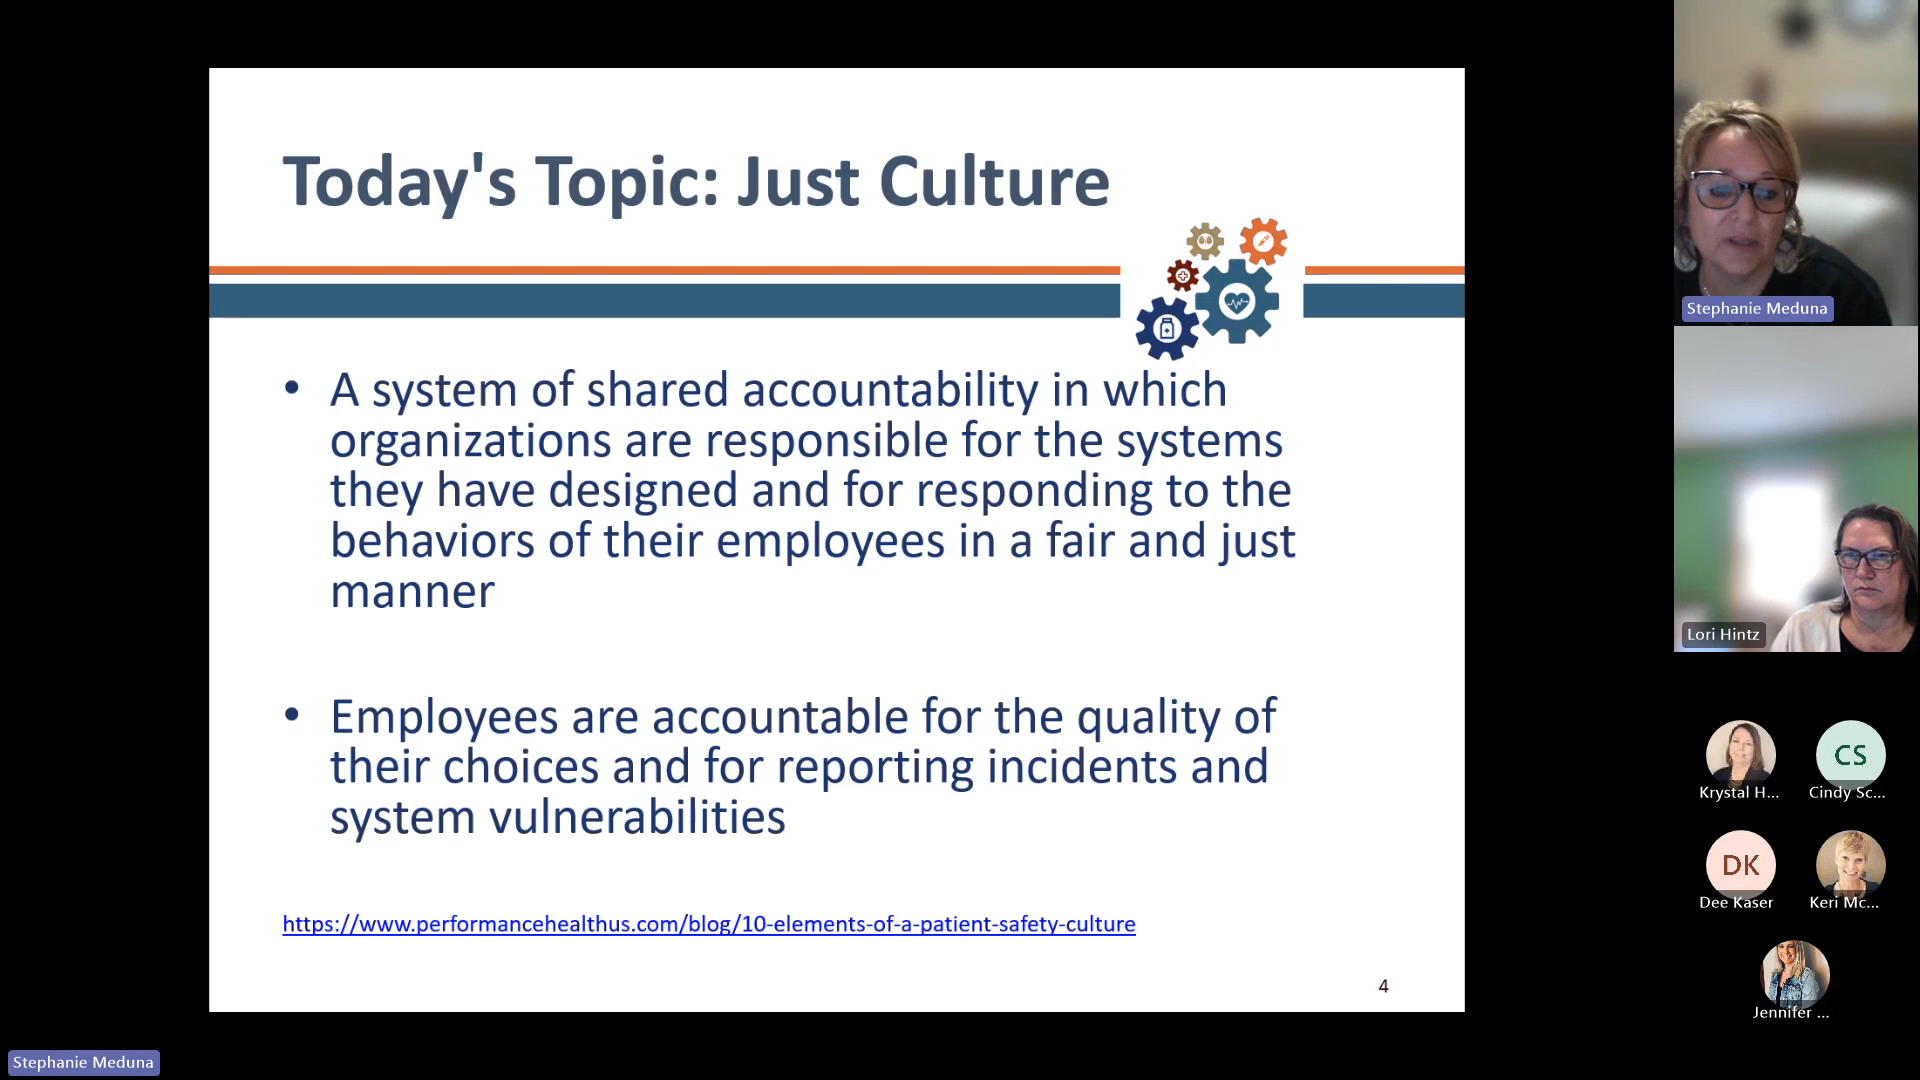 Today's Topic: Just Culture
• A system of shared accountability in which
organizations are responsible for the systems
they have designed and for responding to the
behaviors of their employees in a fair and just
manner
• Employees are accountable for the quality of
their choices and for reporting incidents and
system vulnerabilities
https://www.performancehealthus.com/blog/10-elements-of-a-patient-safety-culture
4
Stephanie Meduna
Lori Hintz
Krystal H...
CS
Cindy Sc...
DK
Dee Kaser
Keri Mc...
Jennifer ...
Stephanie Meduna